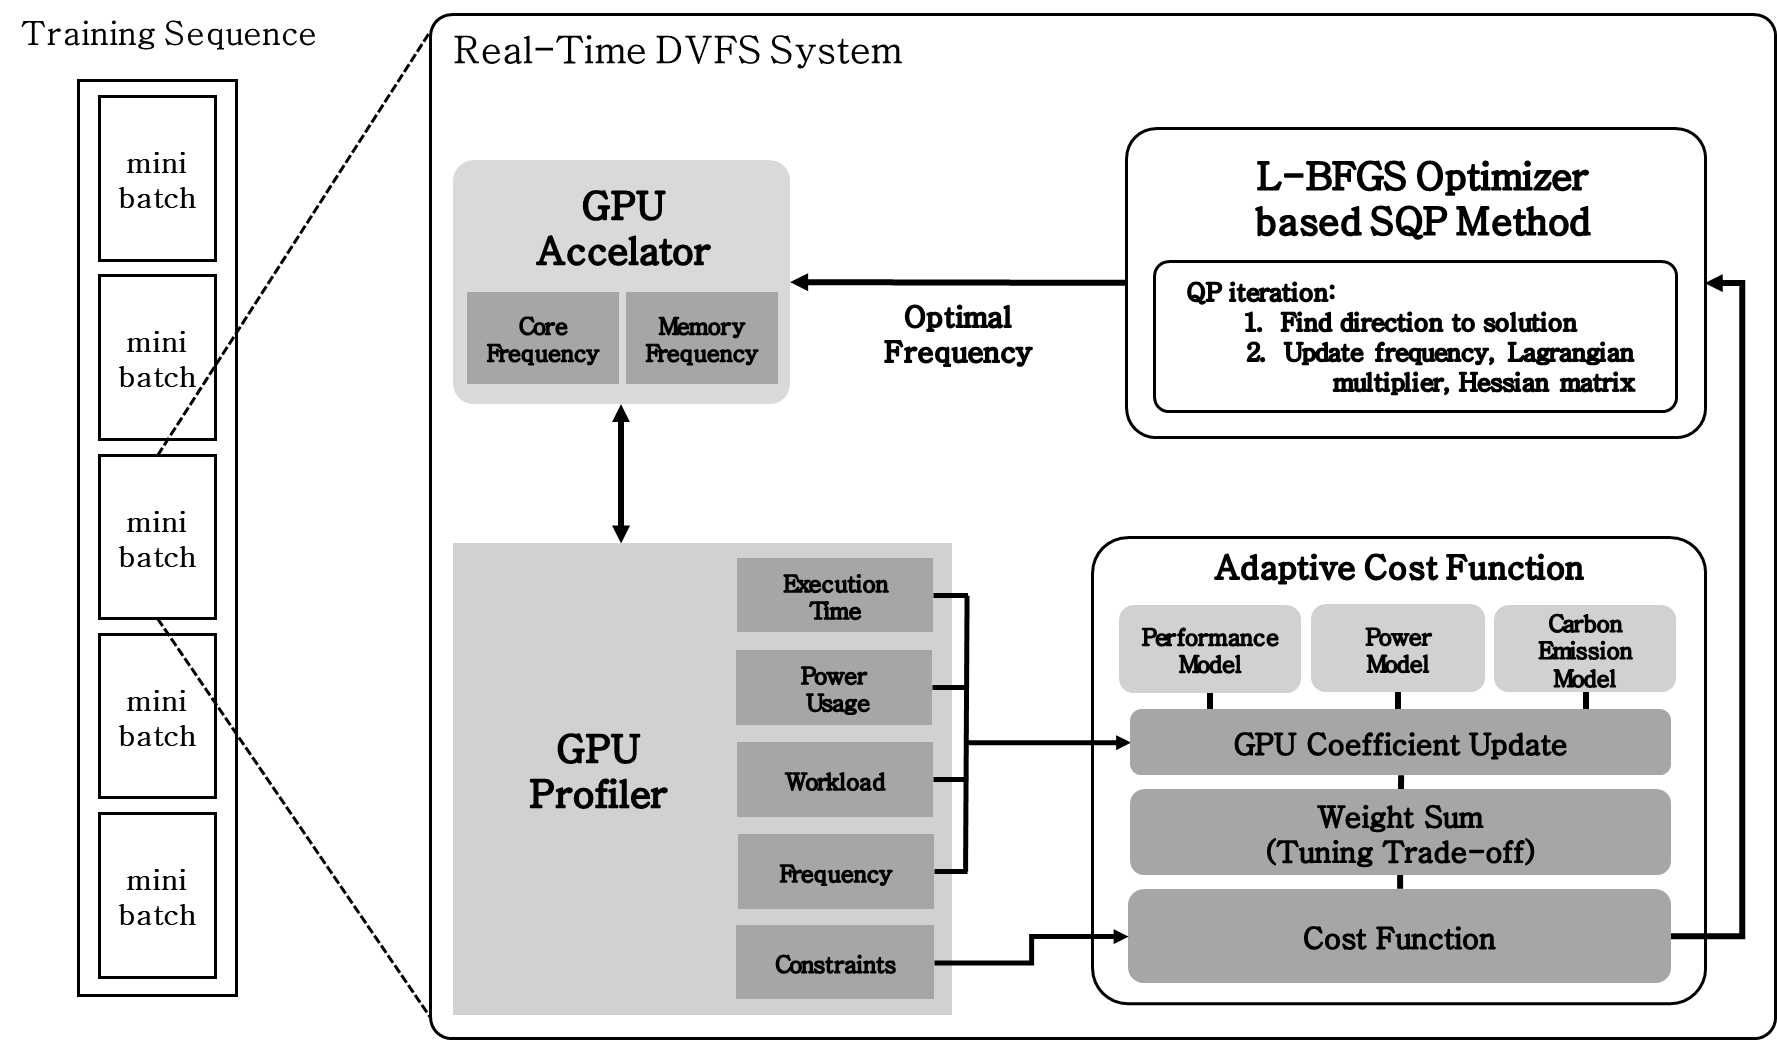 Training Sequence
mini
batch
mini
batch
mini
batch
mini
batch
mini
batch
Real-Time DVFS System
GPU
Accelator
Core
Frequency
Memory
Frequency
Optimal
Frequency
L-BFGS Optimizer
based SQP Method
QP iteration:
1. Find direction to solution
2. Update frequency, Lagrangian
multiplier, Hessian matrix
GPU
Profiler
Execution
Time
Power
Usage
Workload
Frequency
Constraints
Adaptive Cost Function
Performance
Model
Power
Model
Carbon
Emission
Model
GPU Coefficient Update
Weight Sum
(Tuning Trade-off)
Cost Function